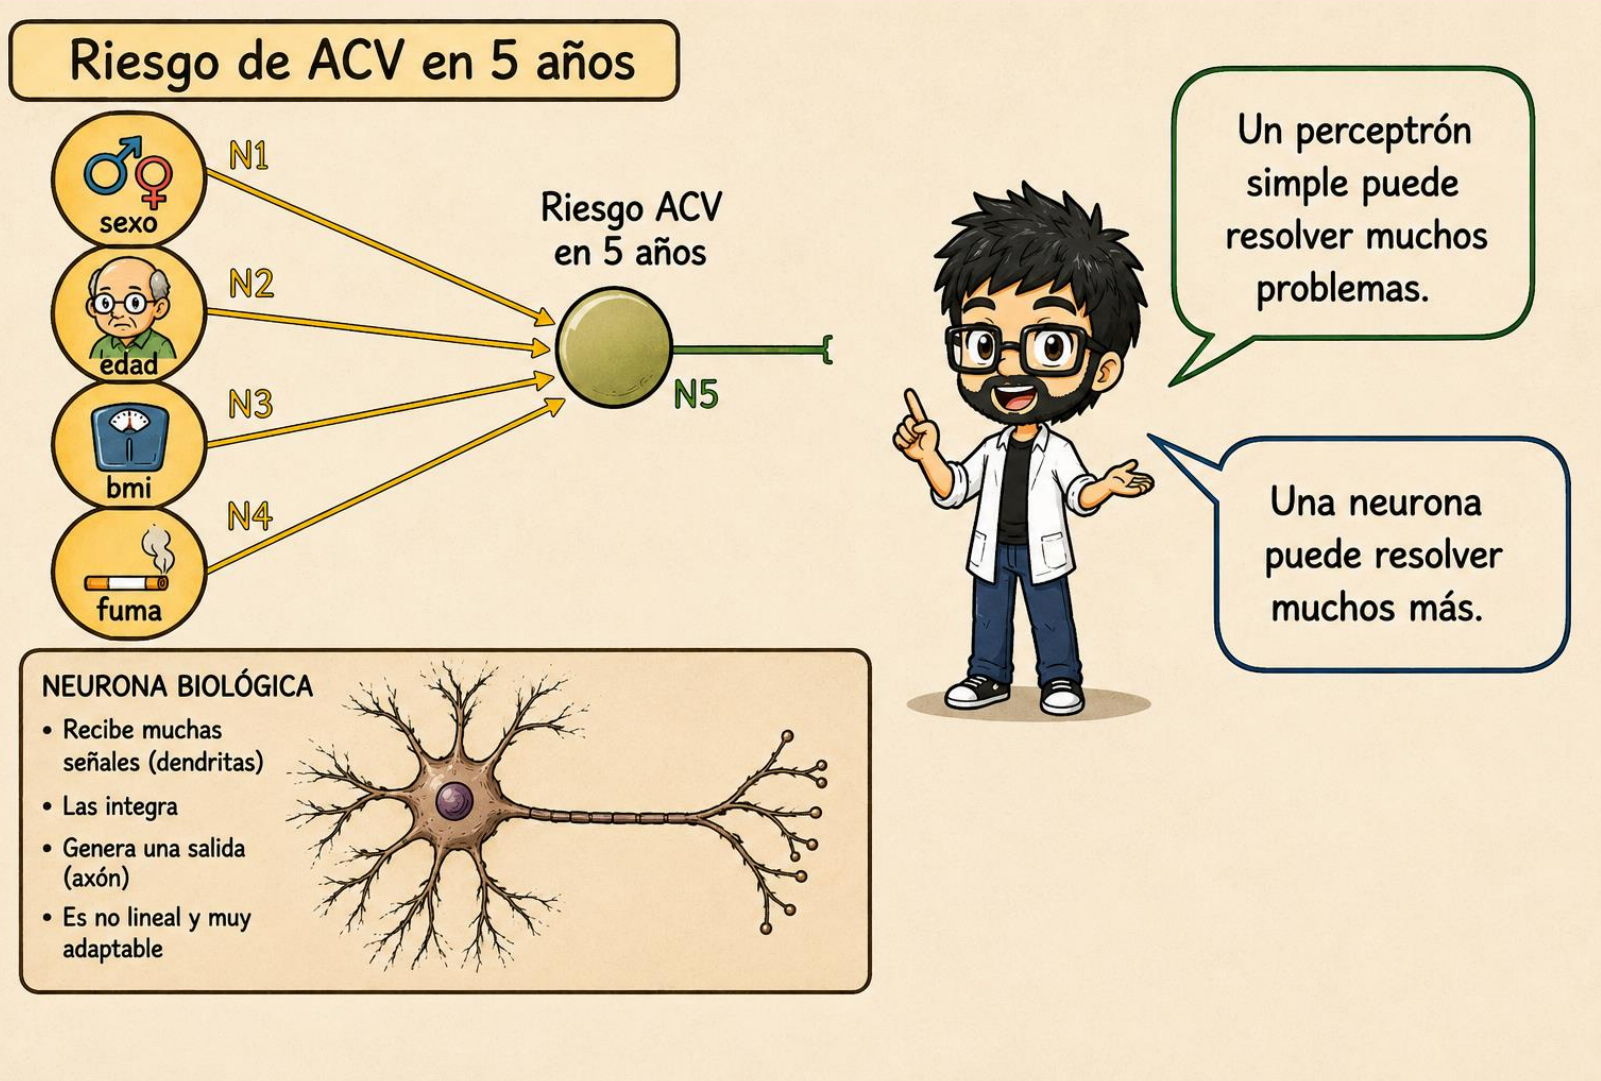 Riesgo de ACV en 5 años
sexo
edad
bmi
fuma
N1
N2
N3
N4
Riesgo ACV
en 5 años
N5
Un perceptrón
simple puede
resolver muchos
problemas.
Una neurona
puede resolver
muchos más.
NEURONA BIOLÓGICA
• Recibe muchas
señales (dendritas)
• Las integra
• Genera una salida
(axón)
• Es no lineal y muy
adaptable